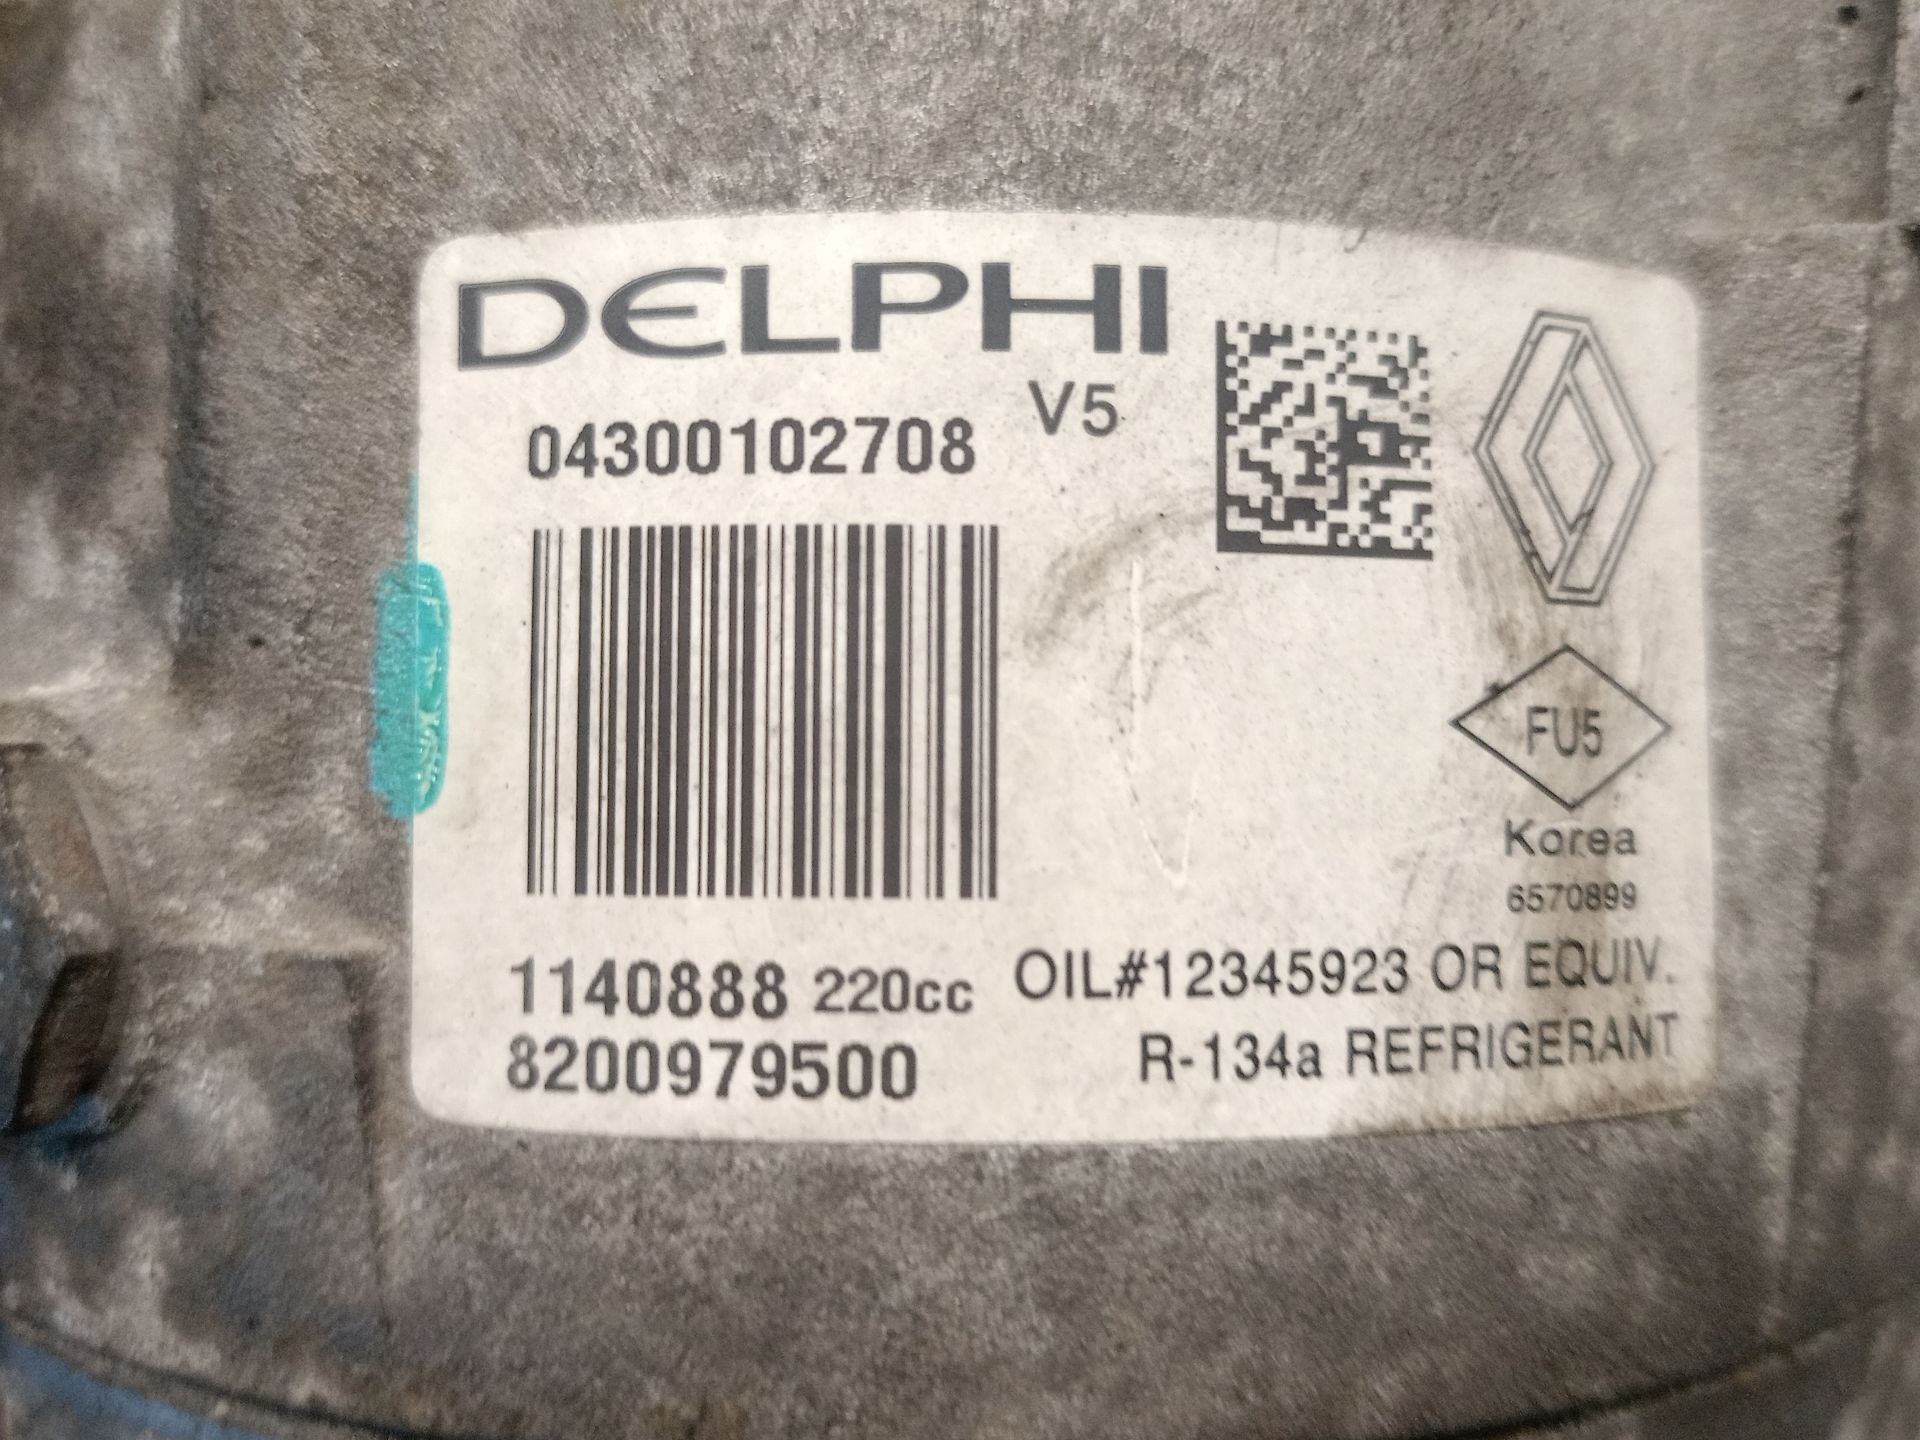 DELPHI
V5
04300102708
FU5
Korea
6570899
1140888 220cc
8200979500
OIL#12345923 OR EQUIV.
R-134a REFRIGERANT